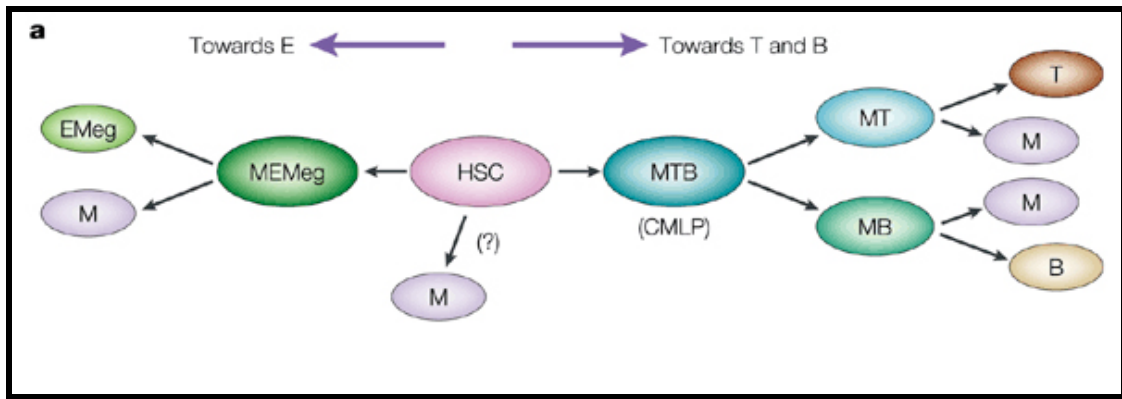 a
Towards E
Towards T and B
T
EMeg
MT
M
MEMeg
HSC
MTB
M
M
(CMLP)
MB
(?)
B
M